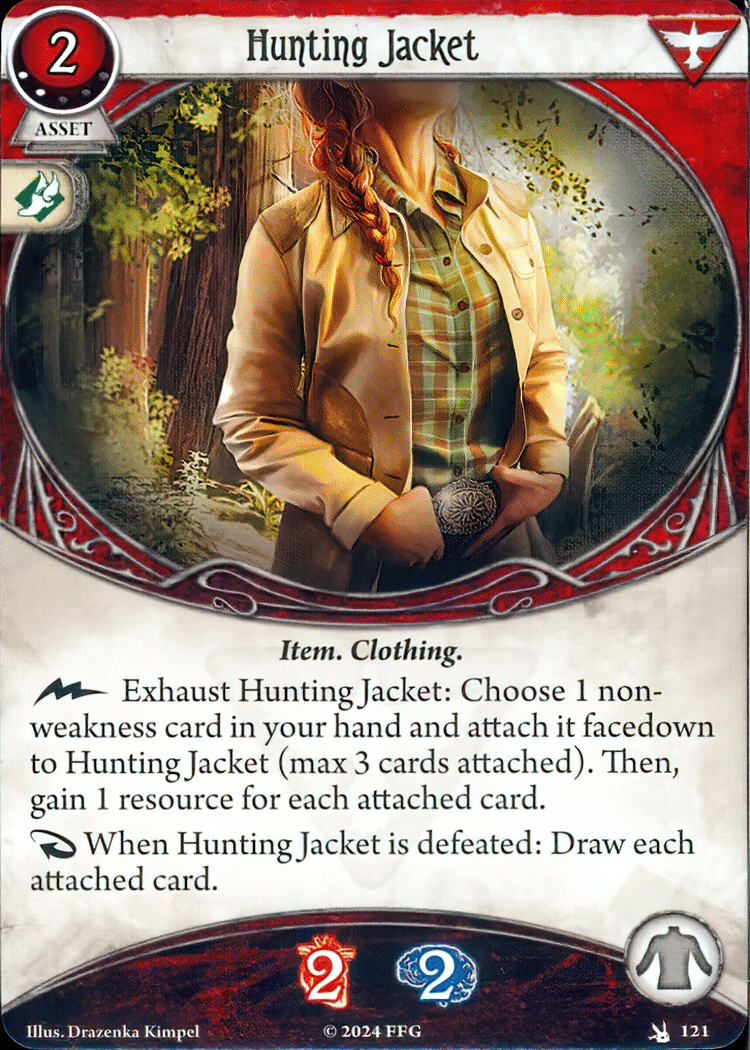 2
Hunting Jacket
ASSET
Item. Clothing.
Exhaust Hunting Jacket: Choose 1 non-
weakness card in your hand and attach it facedown
to Hunting Jacket (max 3 cards attached). Then,
gain 1 resource for each attached card.
When Hunting Jacket is defeated: Draw each
attached card.
2 2
Illus. Drazenka Kimpel © 2024 FFG 121